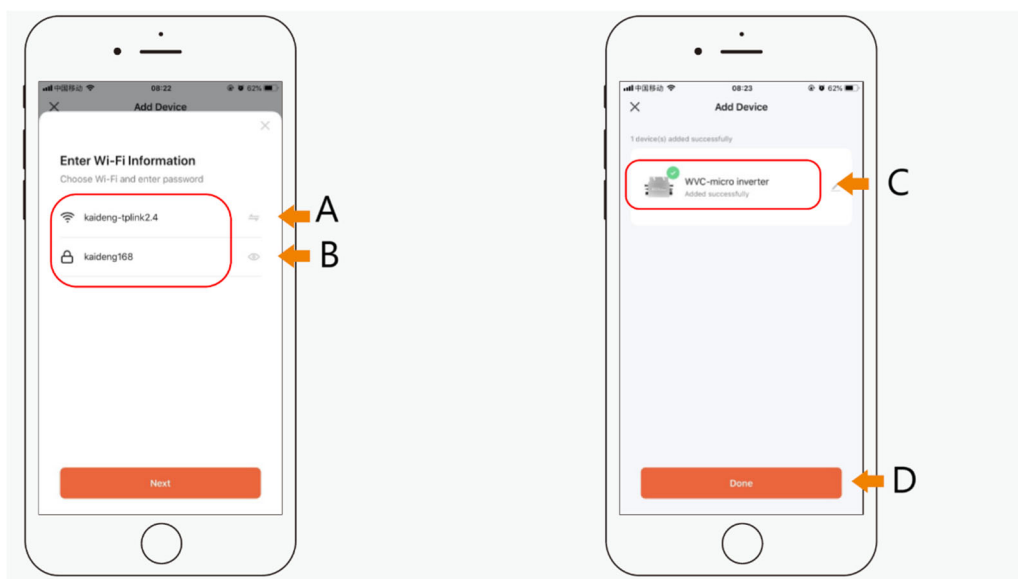 中国移动 08:22 62%
Add Device
Enter Wi-Fi Information
Choose Wi-Fi and enter password
kaideng-tplink2.4
A
kaideng168
B
Next
中国移动 08:23 62%
Add Device
1 device(s) added successfully
WVC-micro inverter
Added successfully
C
Done
D